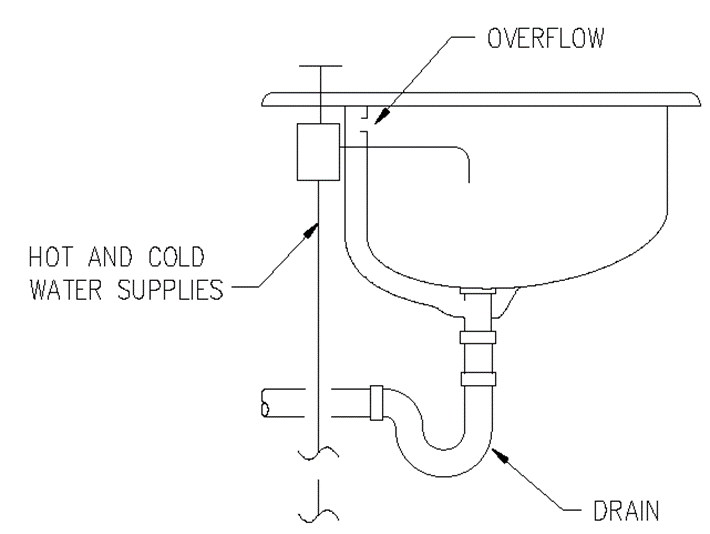 OVERFLOW
HOT AND COLD
WATER SUPPLIES
DRAIN